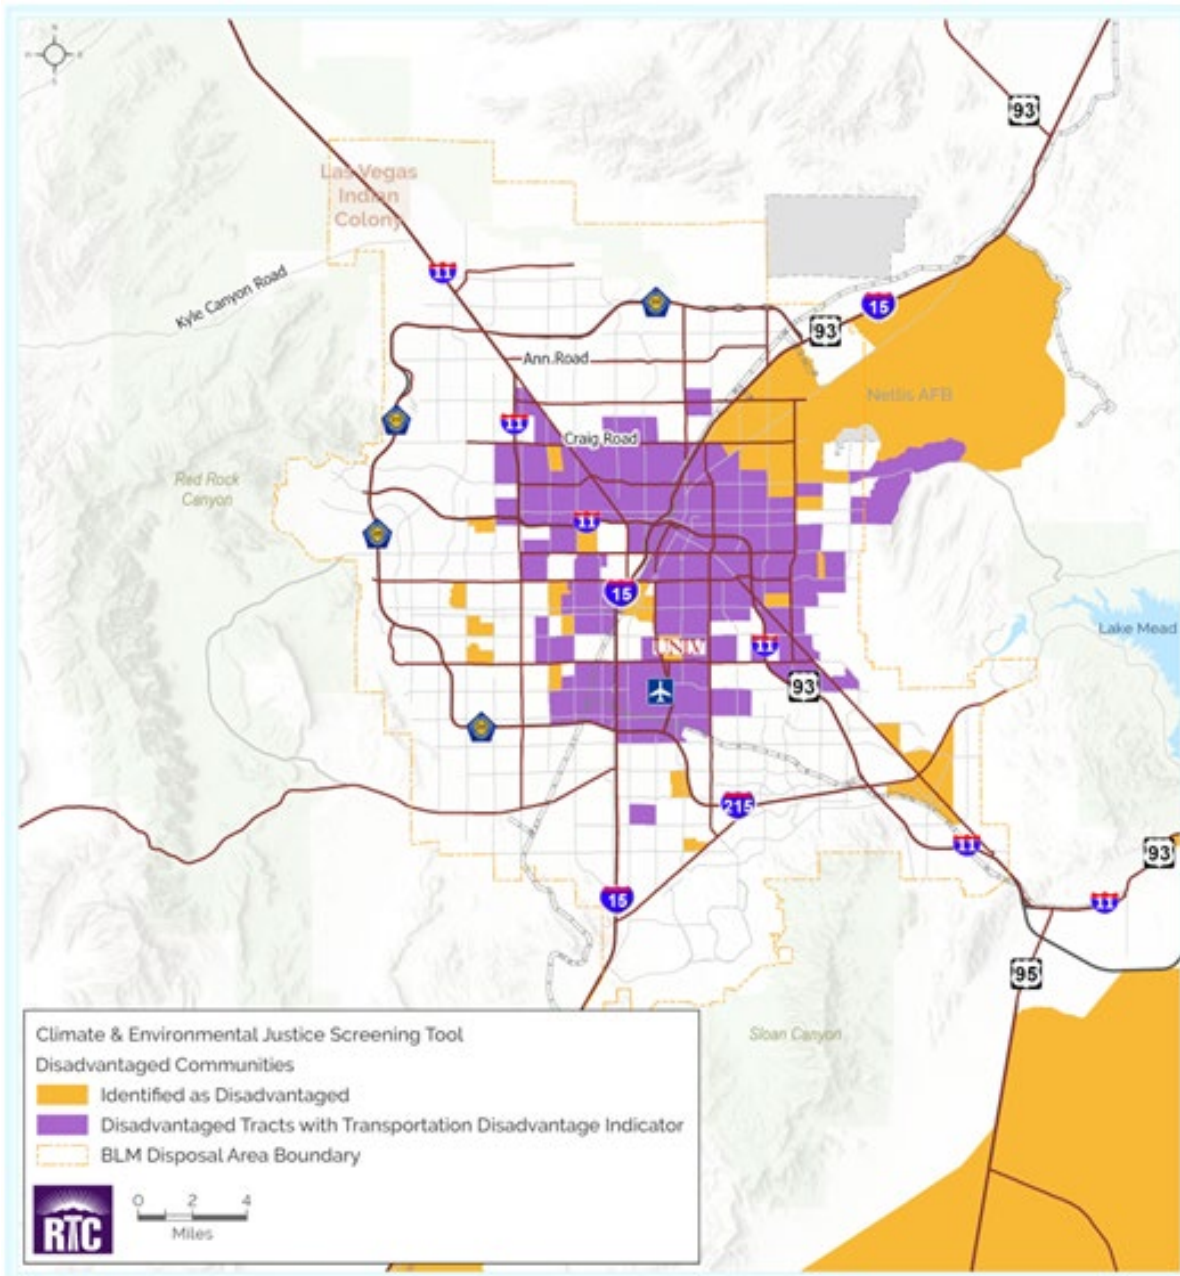 N
93
Las Vegas
Indian
Colony
11
Kyle Canyon Road
15
93
Ann Road
Nellis AFB
11
Craig Road
Red Rock
Canyon
11
15
Lake Mead
UNLV
11
93
215
11
93
15
11
95
Sloan Canyon
Climate & Environmental Justice Screening Tool
Disadvantaged Communities
Identified as Disadvantaged
Disadvantaged Tracts with Transportation Disadvantage Indicator
BLM Disposal Area Boundary
0 2 4
Miles
RTC